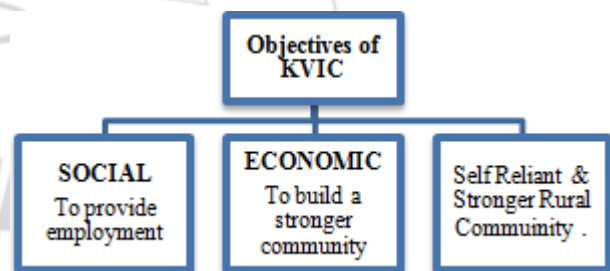 Objectives of
KVIC
SOCIAL
To provide
employment
ECONOMIC
To build a
stronger
community
Self Reliant &
Stronger Rural
Commuinity .